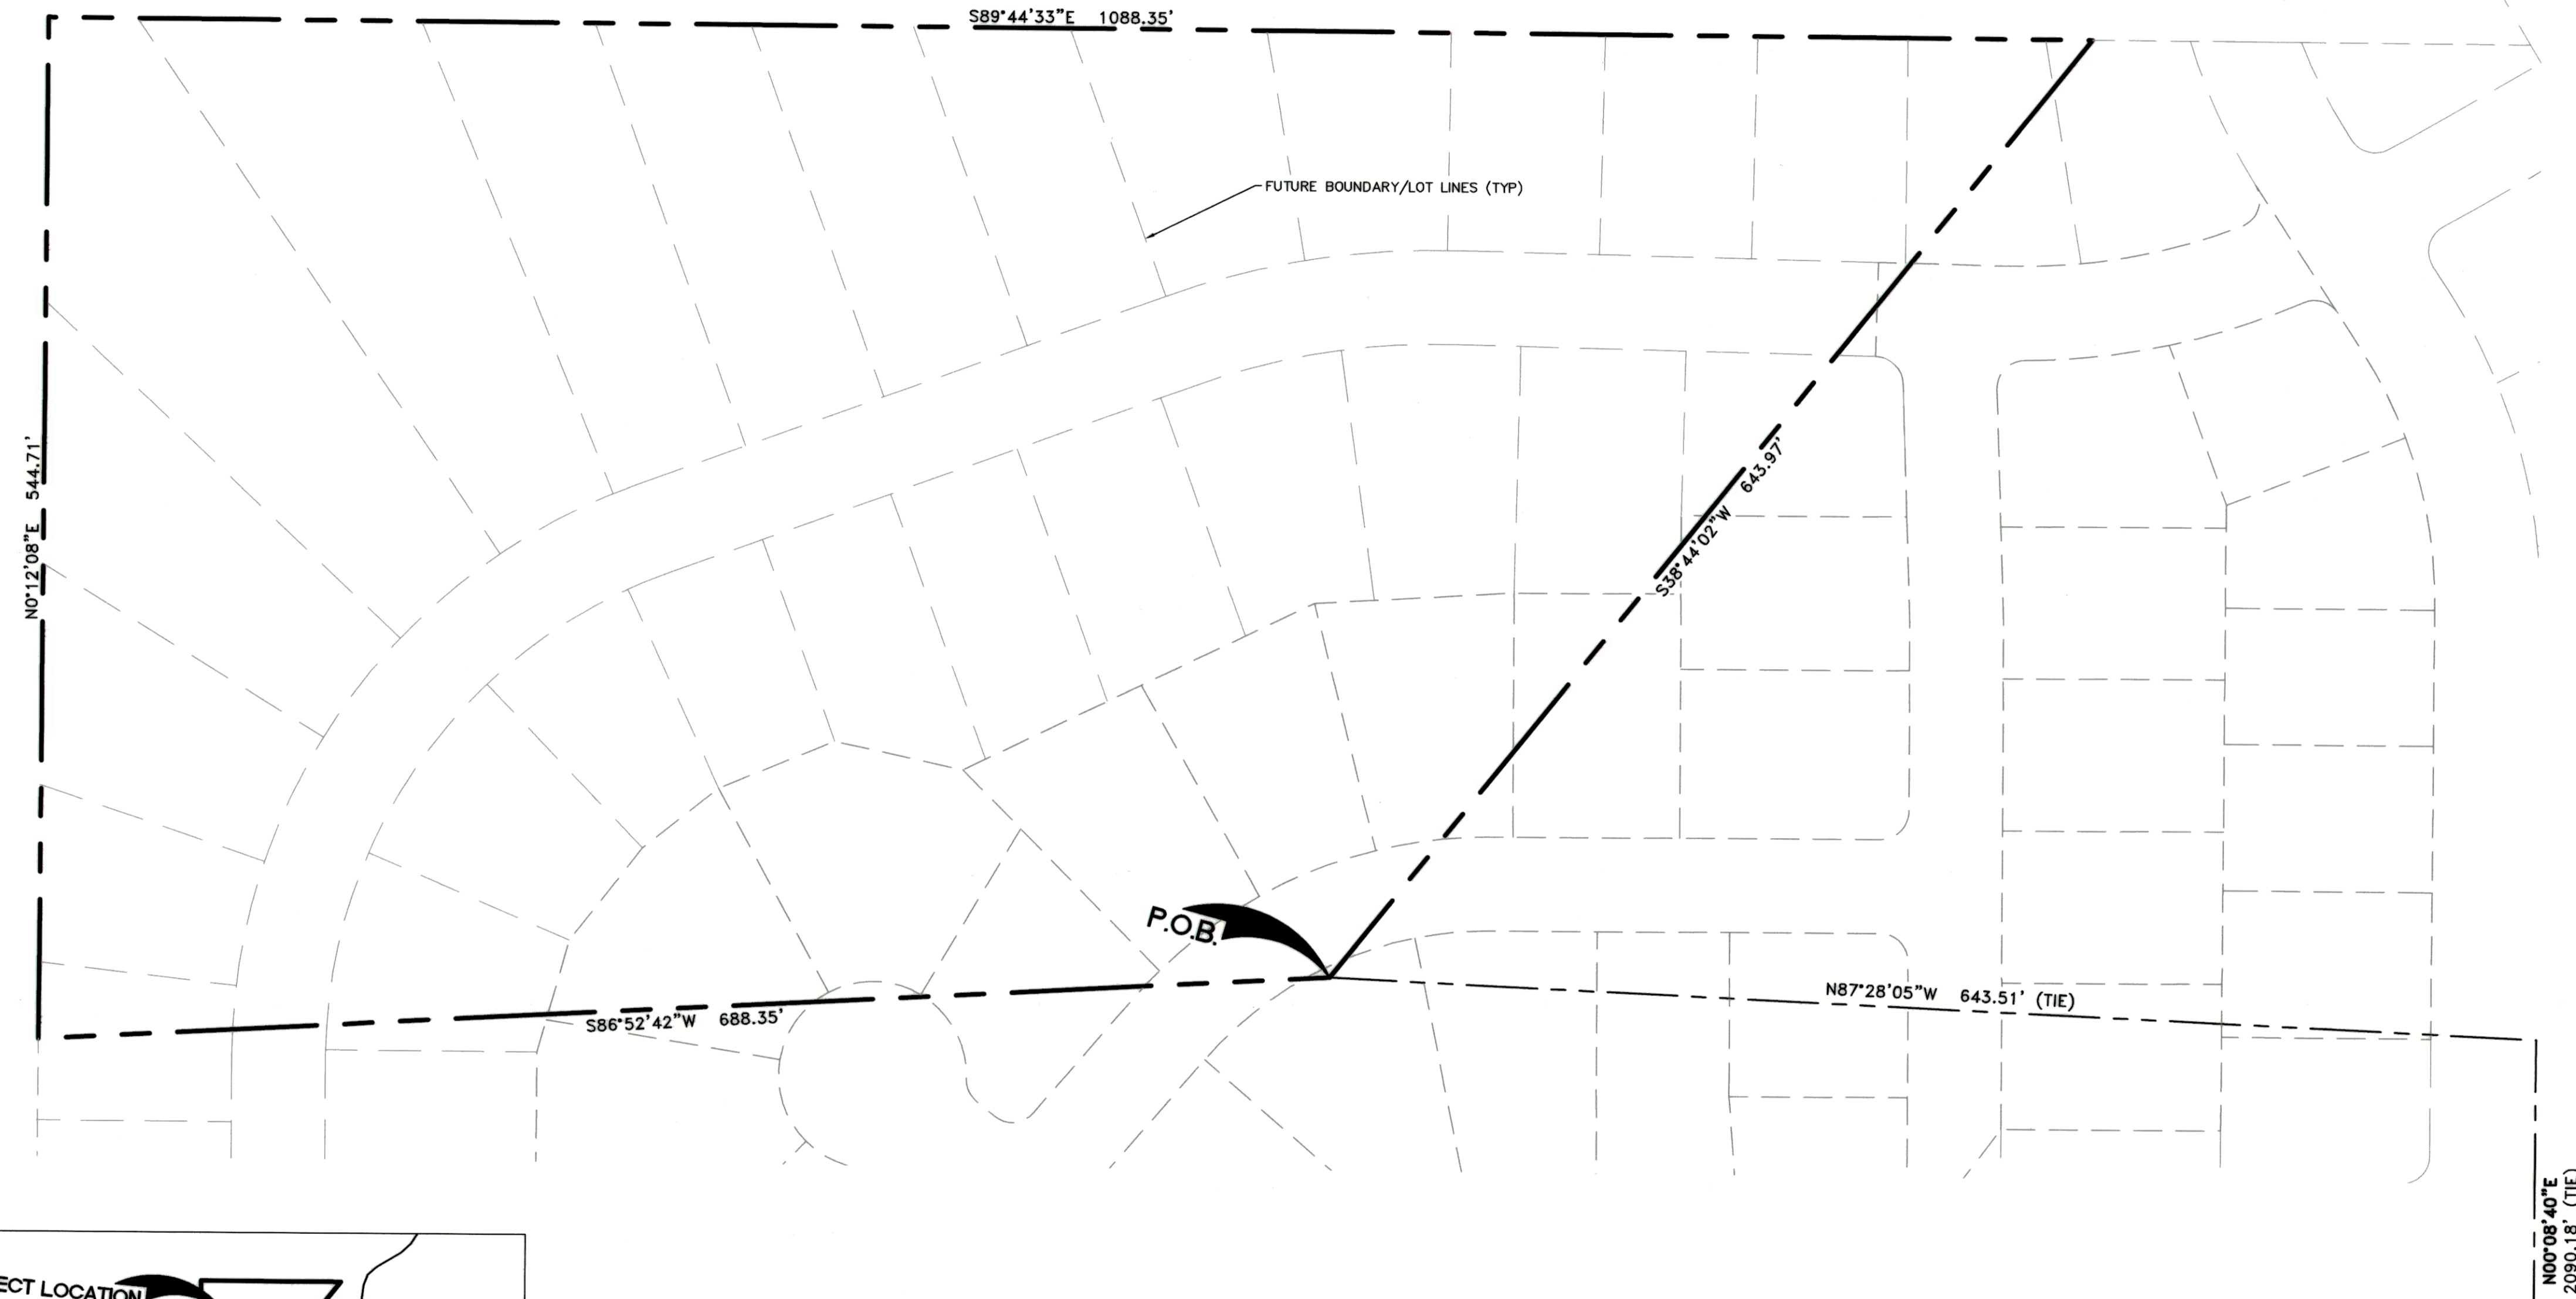 S89°44'33"E 1088.35'
FUTURE BOUNDARY/LOT LINES (TYP)
N0°12'08"E 544.71'
S38°44'02"W 643.97'
P.O.B.
S86°52'42"W 688.35'
N87°28'05"W 643.51' (TIE)
N00°08'40"E
2090.18' (TIE)
ECT LOCATION